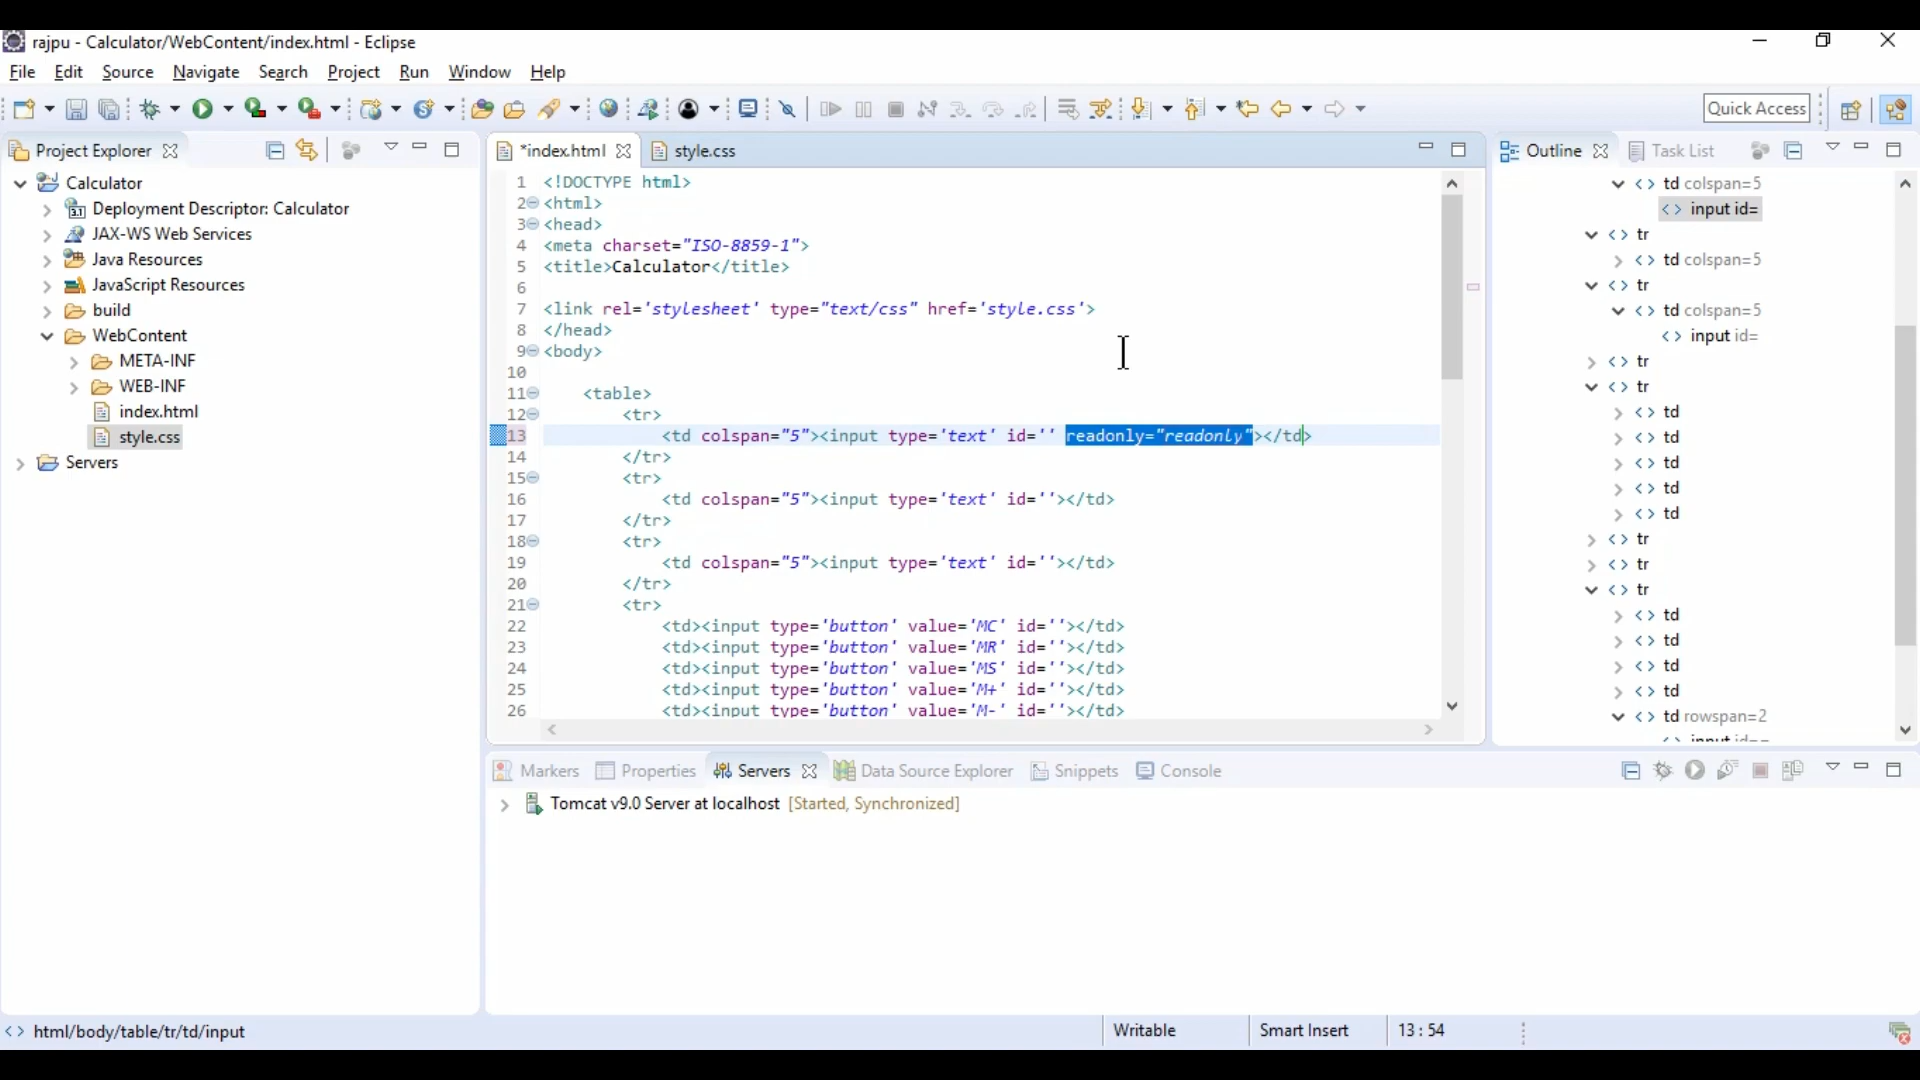 rajpu - Calculator/WebContent/index.html - Eclipse
File Edit Source Navigate Search Project Run Window Help
Quick Access
Project Explorer
Calculator
Deployment Descriptor: Calculator
JAX-WS Web Services
Java Resources
JavaScript Resources
build
WebContent
META-INF
WEB-INF
index.html
style.css
Servers
*index.html style.css
1 <!DOCTYPE html>
2 <html>
3 <head>
4 <meta charset="ISO-8859-1">
5 <title>Calculator</title>
6
7 <link rel='stylesheet' type="text/css" href='style.css'>
8 </head>
9 <body>
10
11 <table>
12 <tr>
13 <td colspan="5"><input type='text' id='' readonly="readonly"></td>
14 </tr>
15 <tr>
16 <td colspan="5"><input type='text' id=''></td>
17 </tr>
18 <tr>
19 <td colspan="5"><input type='text' id=''></td>
20 </tr>
21 <tr>
22 <td><input type='button' value='MC' id=''></td>
23 <td><input type='button' value='MR' id=''></td>
24 <td><input type='button' value='MS' id=''></td>
25 <td><input type='button' value='M+' id=''></td>
26 <td><input type='button' value='M-' id=''></td>
Outline Task List
<> td colspan=5
<> input id=
<> tr
<> td colspan=5
<> tr
<> td colspan=5
<> input id=
<> tr
<> tr
<> td
<> td
<> td
<> td
<> td
<> tr
<> tr
<> tr
<> td
<> td
<> td
<> td
<> td rowspan=2
Markers Properties Servers Data Source Explorer Snippets Console
Tomcat v9.0 Server at localhost [Started, Synchronized]
<> html/body/table/tr/td/input
Writable
Smart Insert
13 : 54